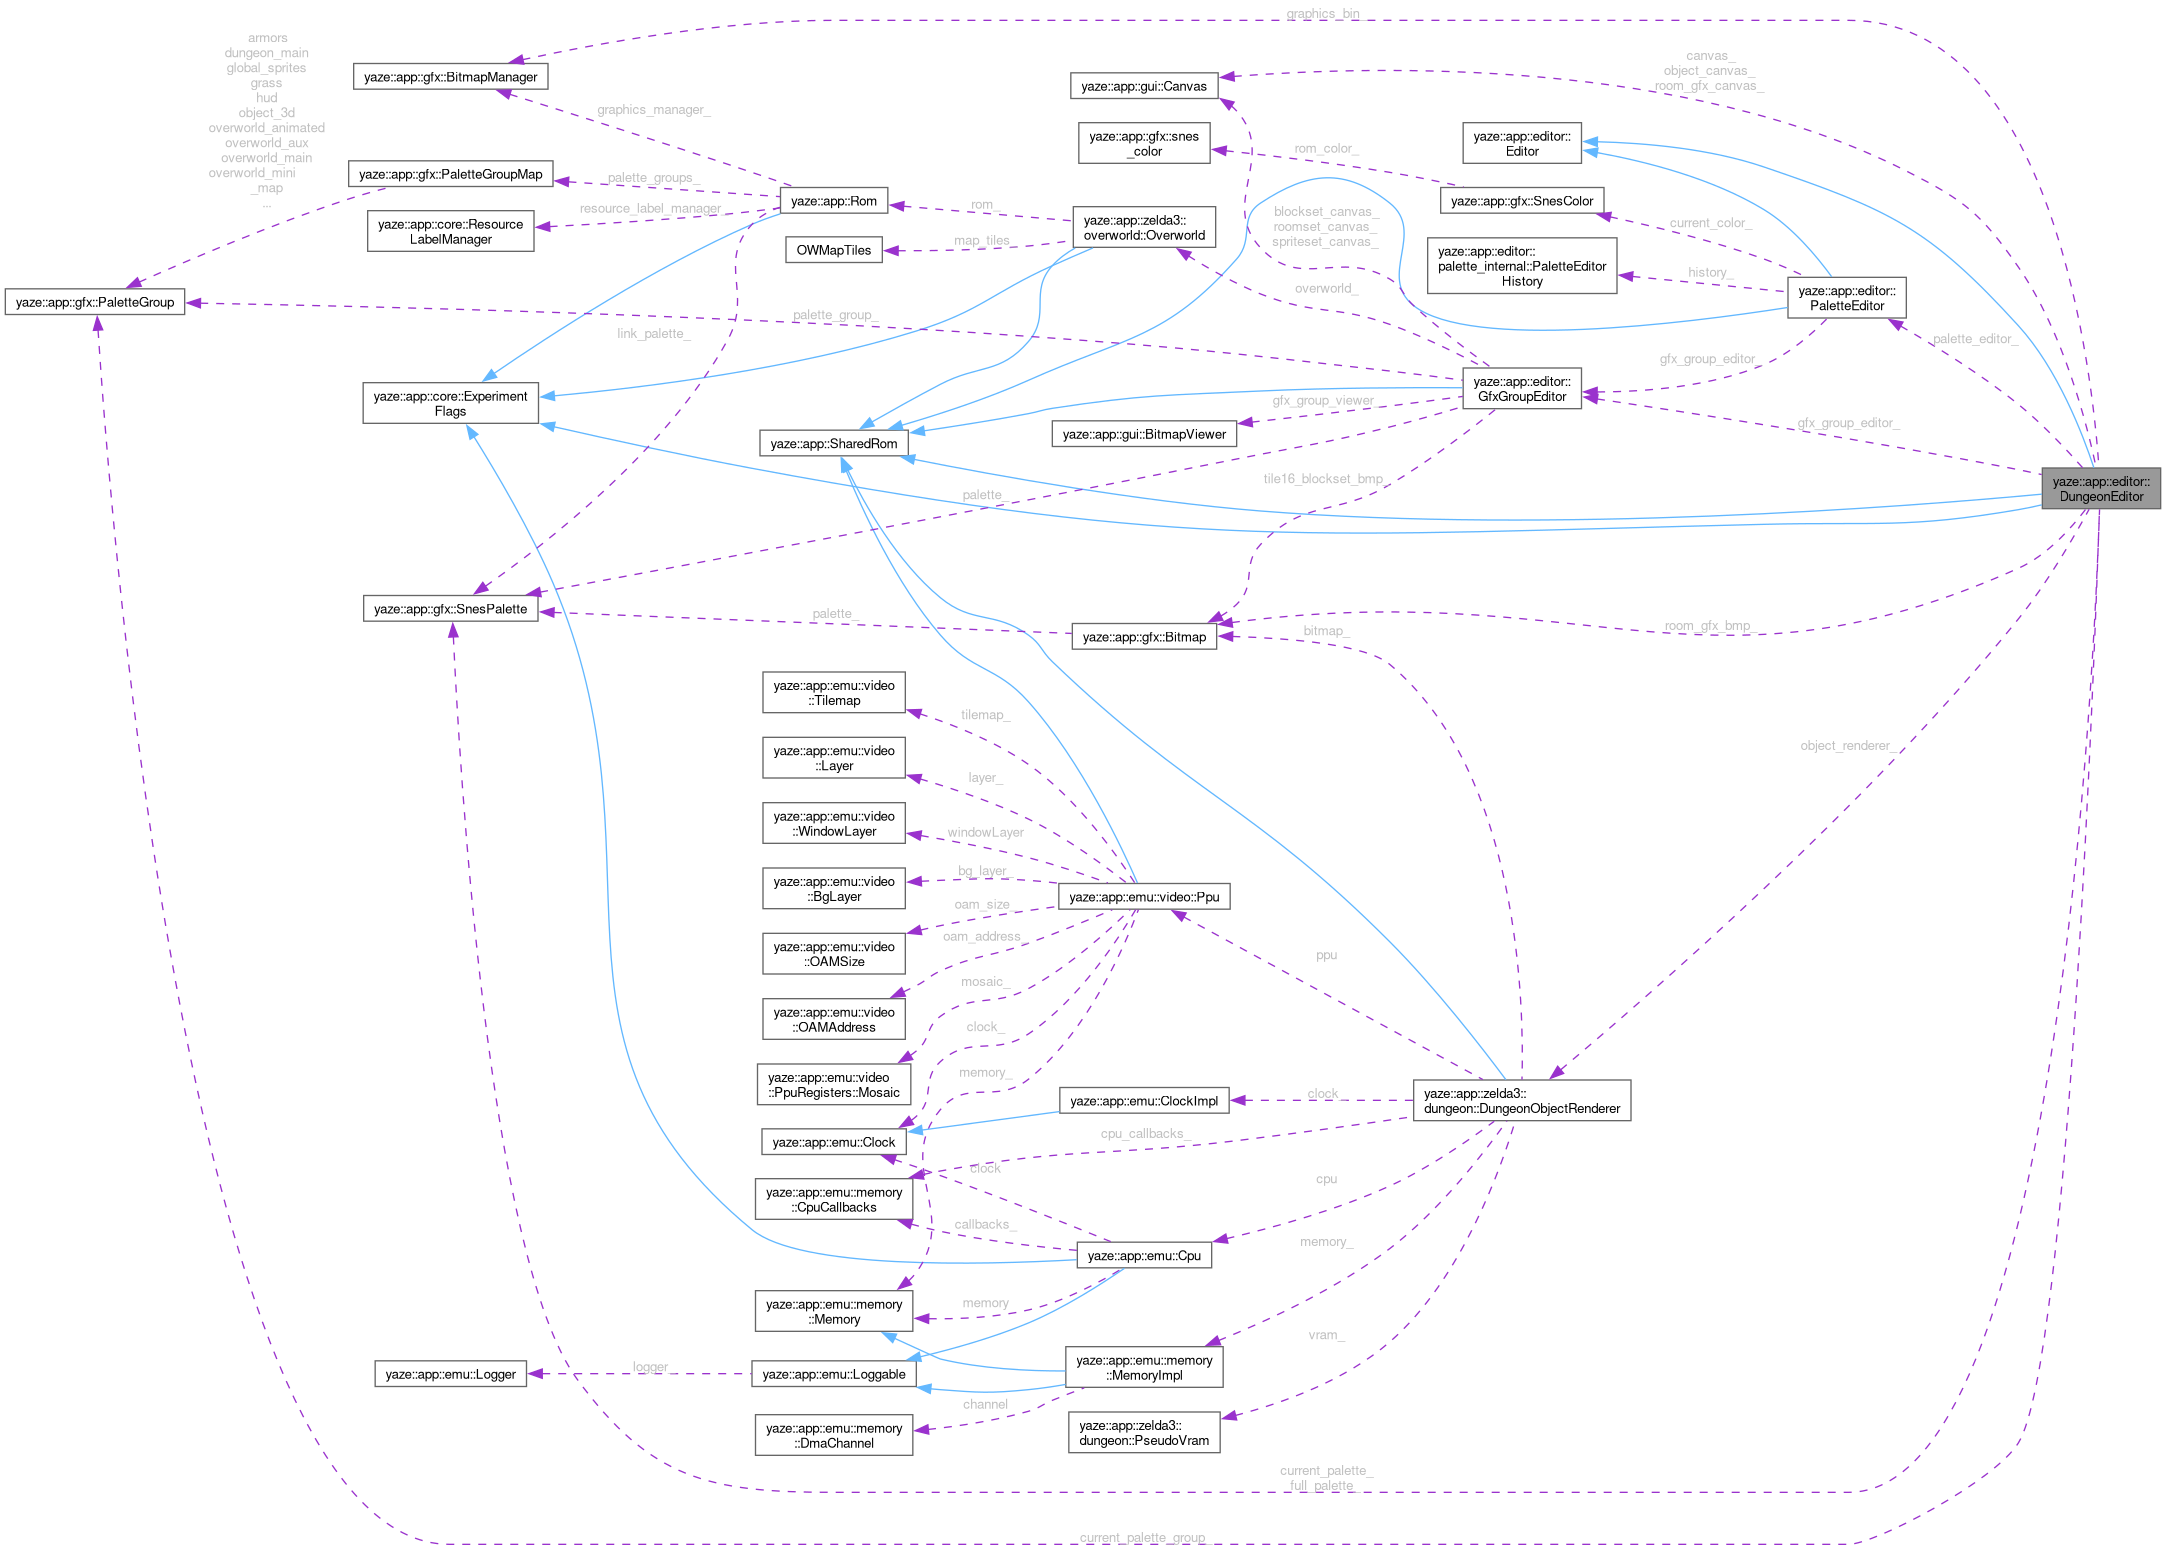 graphics_bin_
armors
dungeon_main
global_sprites
grass
hud
object_3d
overworld_animated
overworld_aux
overworld_main
overworld_mini
_map
...
yaze::app::gfx::BitmapManager
graphics_manager_
yaze::app::gfx::PaletteGroupMap
palette_groups_
yaze::app::core::Resource
LabelManager
resource_label_manager_
yaze::app::Rom
rom_
OWMapTiles
map_tiles_
yaze::app::zelda3::
overworld::Overworld
yaze::app::gui::Canvas
canvas_
object_canvas_
room_gfx_canvas_
yaze::app::gfx::snes
_color
rom_color_
yaze::app::editor::
Editor
yaze::app::gfx::SnesColor
current_color_
blockset_canvas_
roomset_canvas_
spriteset_canvas_
yaze::app::editor::
palette_internal::PaletteEditor
History
history_
overworld_
yaze::app::editor::
PaletteEditor
palette_editor_
yaze::app::gfx::PaletteGroup
palette_group_
link_palette_
gfx_group_editor_
yaze::app::editor::
GfxGroupEditor
yaze::app::core::Experiment
Flags
gfx_group_viewer_
yaze::app::gui::BitmapViewer
gfx_group_editor_
yaze::app::SharedRom
tile16_blockset_bmp_
palette_
yaze::app::editor::
DungeonEditor
yaze::app::gfx::SnesPalette
palette_
yaze::app::gfx::Bitmap
bitmap_
room_gfx_bmp_
yaze::app::emu::video
::Tilemap
tilemap_
yaze::app::emu::video
::Layer
layer_
object_renderer_
yaze::app::emu::video
::WindowLayer
windowLayer
yaze::app::emu::video
::BgLayer
bg_layer_
yaze::app::emu::video::Ppu
yaze::app::emu::video
::OAMSize
oam_size_
oam_address_
ppu
yaze::app::emu::video
::OAMAddress
mosaic_
clock_
yaze::app::emu::video
::PpuRegisters::Mosaic
memory_
yaze::app::emu::ClockImpl
clock_
yaze::app::zelda3::
dungeon::DungeonObjectRenderer
yaze::app::emu::Clock
cpu_callbacks_
clock
yaze::app::emu::memory
::CpuCallbacks
callbacks_
cpu
yaze::app::emu::Cpu
memory_
yaze::app::emu::memory
::Memory
memory
vram_
yaze::app::emu::Logger
logger_
yaze::app::emu::Loggable
yaze::app::emu::memory
::MemoryImpl
channel
yaze::app::emu::memory
::DmaChannel
yaze::app::zelda3::
dungeon::PseudoVram
current_palette_
full_palette_
current_palette_group_